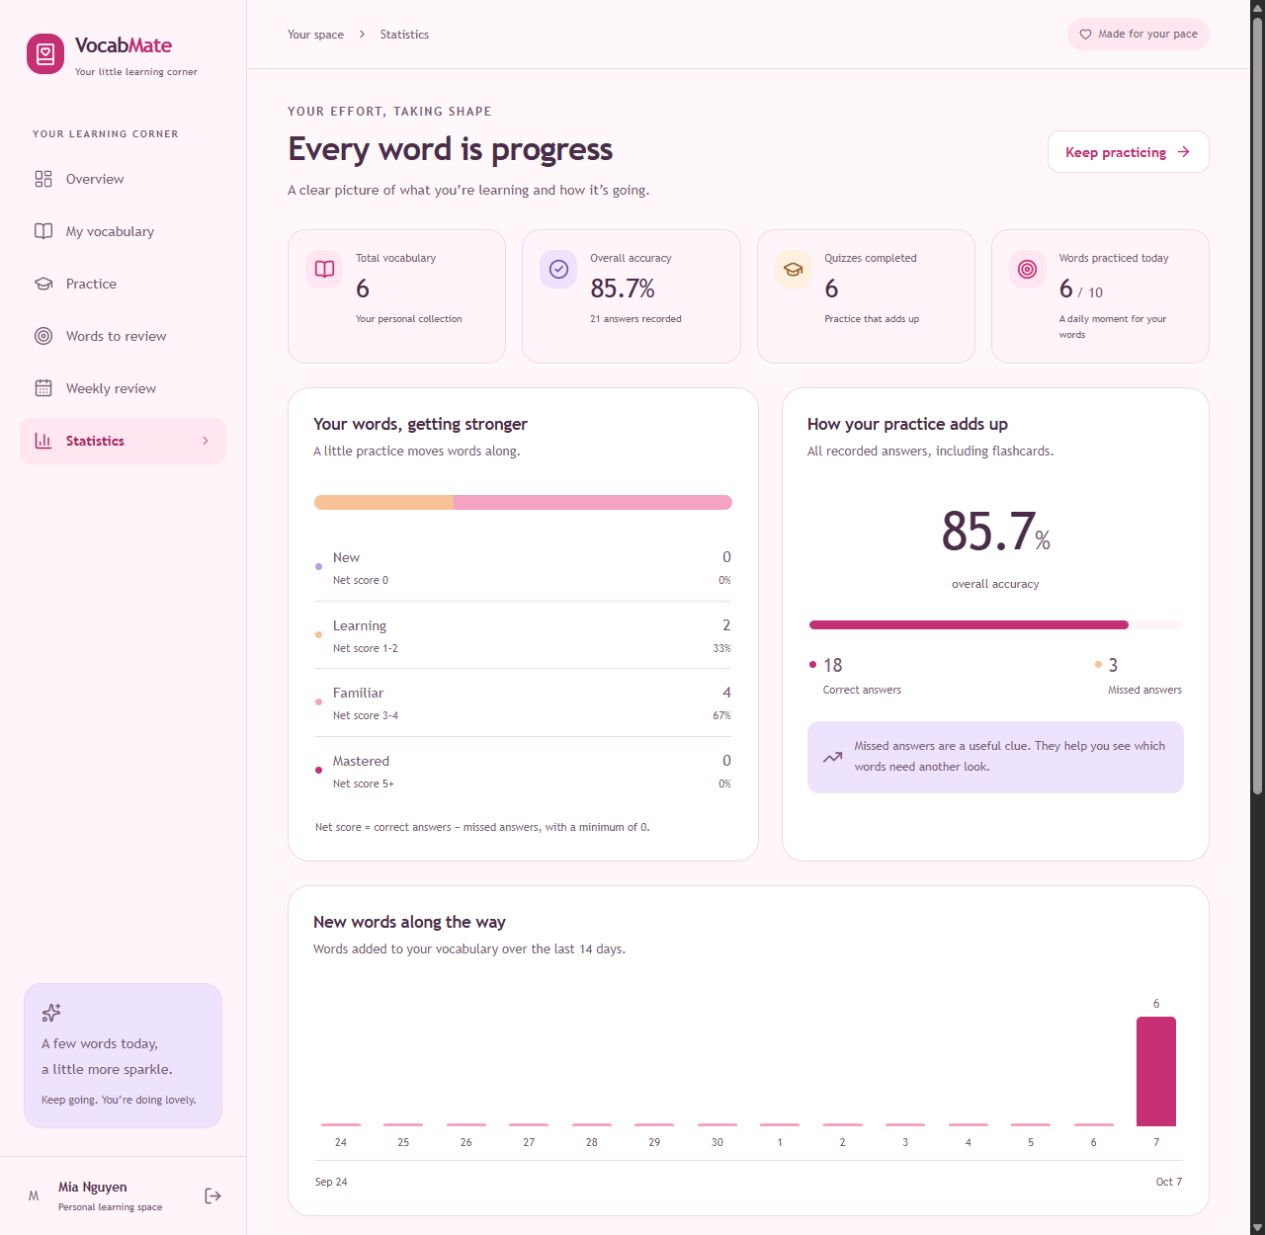 VocabMate
Your little learning corner
YOUR LEARNING CORNER
Overview
My vocabulary
Practice
Words to review
Weekly review
Statistics
A few words today,
a little more sparkle.
Keep going. You're doing lovely.
M
Mia Nguyen
Personal learning space
Your space > Statistics
Made for your pace
YOUR EFFORT, TAKING SHAPE
Every word is progress
A clear picture of what you’re learning and how it’s going.
Keep practicing
Total vocabulary
6
Your personal collection
Overall accuracy
85.7%
21 answers recorded
Quizzes completed
6
Practice that adds up
Words practiced today
6 / 10
A daily moment for your
words
Your words, getting stronger
A little practice moves words along.
New 0
Net score 0 0%
Learning 2
Net score 1–2 33%
Familiar 4
Net score 3–4 67%
Mastered 0
Net score 5+ 0%
Net score = correct answers − missed answers, with a minimum of 0.
How your practice adds up
All recorded answers, including flashcards.
85.7%
overall accuracy
18 3
Correct answers Missed answers
Missed answers are a useful clue. They help you see which
words need another look.
New words along the way
Words added to your vocabulary over the last 14 days.
6
24 25 26 27 28 29 30 1 2 3 4 5 6 7
Sep 24 Oct 7